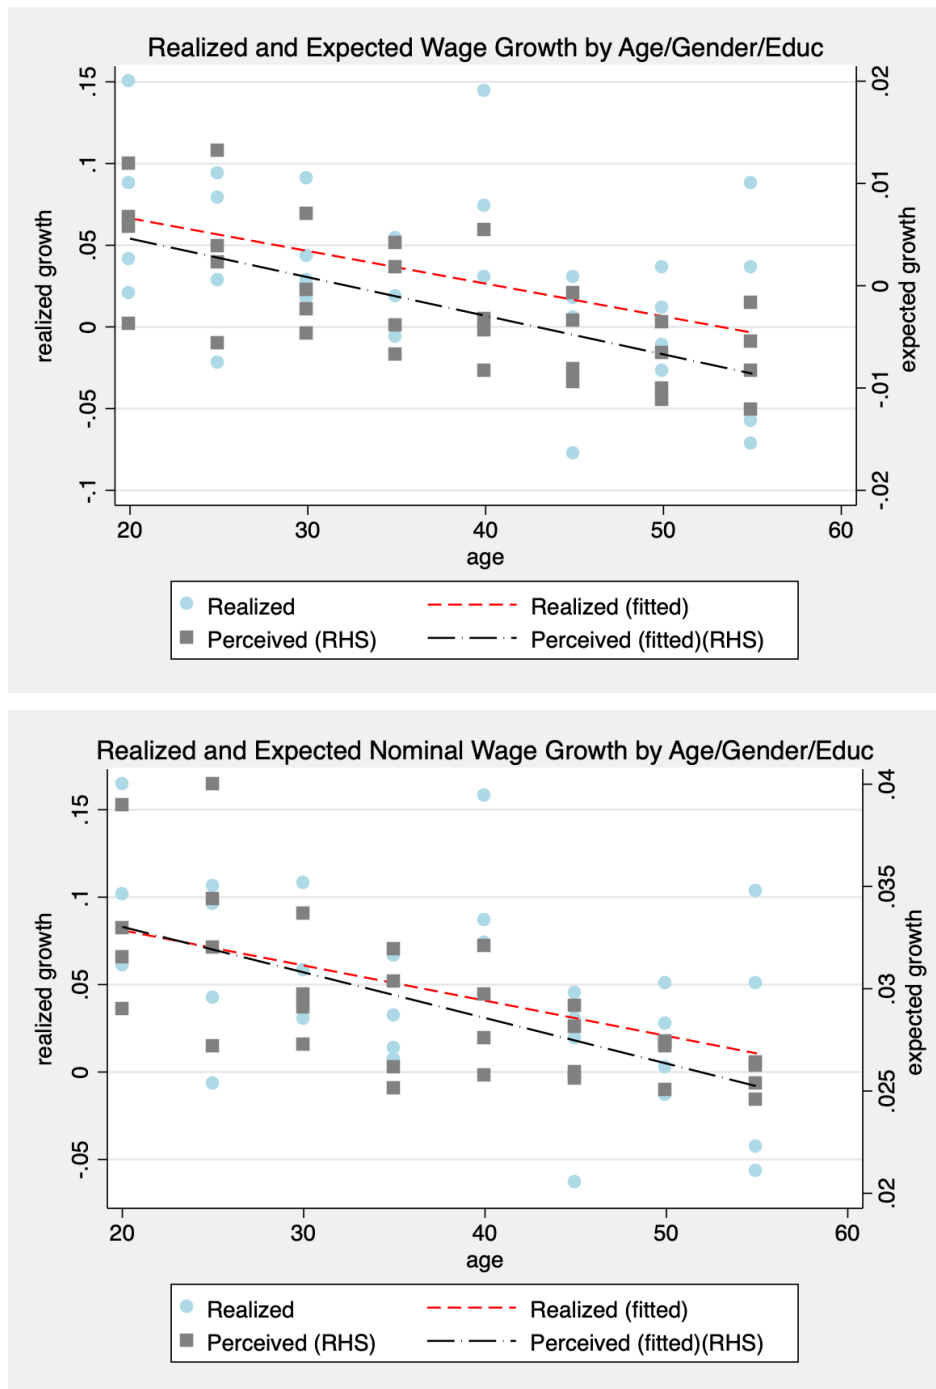 Realized and Expected Wage Growth by Age/Gender/Educ
.15
.1
.05
0
-.05
-.1
realized growth
.02
.01
0
-.01
-.02
expected growth
20 30 40 50 60
age
Realized Realized (fitted)
Perceived (RHS) Perceived (fitted)(RHS)
Realized and Expected Nominal Wage Growth by Age/Gender/Educ
.15
.1
.05
0
-.05
realized growth
.04
.035
.03
.025
.02
expected growth
20 30 40 50 60
age
Realized Realized (fitted)
Perceived (RHS) Perceived (fitted)(RHS)